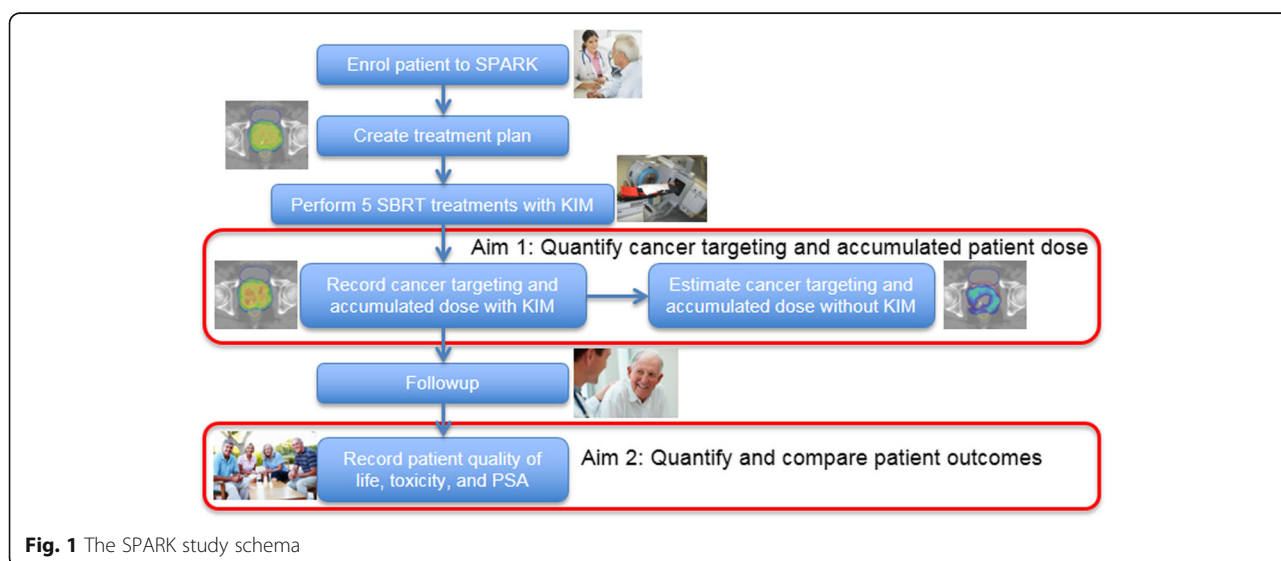 Enrol patient to SPARK
Create treatment plan
Perform 5 SBRT treatments with KIM
Aim 1: Quantify cancer targeting and accumulated patient dose
Record cancer targeting and
accumulated dose with KIM
Estimate cancer targeting and
accumulated dose without KIM
Followup
Record patient quality of
life, toxicity, and PSA
Aim 2: Quantify and compare patient outcomes
Fig. 1 The SPARK study schema